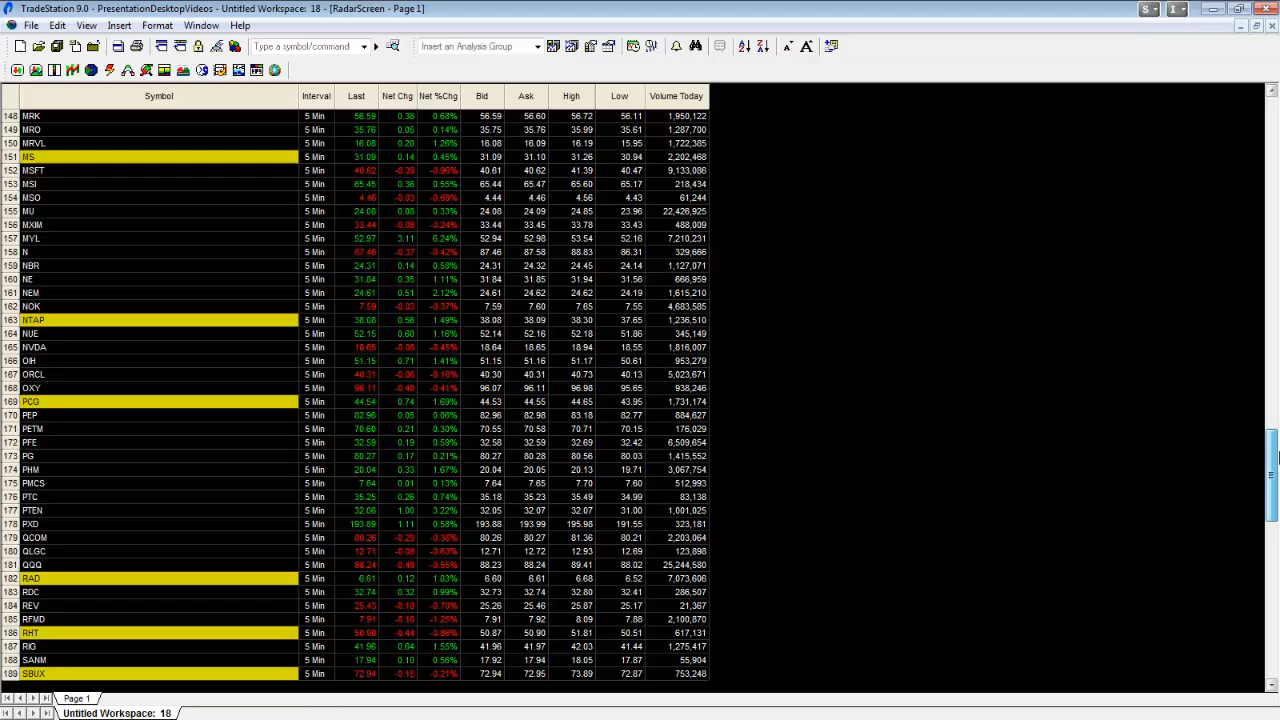 TradeStation 9.0 - PresentationDesktopVideos - Untitled Workspace: 18 - [RadarScreen - Page 1]
File Edit View Insert Format Window Help
Type a symbol/command Insert an Analysis Group
Symbol Interval Last Net Chg Net %Chg Bid Ask High Low Volume Today
148 MRK 5 Min 56.59 0.38 0.68% 56.59 56.60 56.72 56.11 1,950,122
149 MRO 5 Min 35.76 0.05 0.14% 35.75 35.76 35.99 35.61 1,287,700
150 MRVL 5 Min 16.08 0.20 1.26% 16.08 16.09 16.19 15.95 1,722,385
151 MS 5 Min 31.09 0.14 0.45% 31.09 31.10 31.26 30.94 2,202,468
152 MSFT 5 Min 40.62 -0.39 -0.96% 40.61 40.62 41.39 40.47 9,133,086
153 MSI 5 Min 65.45 0.36 0.55% 65.44 65.47 65.60 65.17 218,434
154 MSO 5 Min 4.46 -0.03 -0.69% 4.44 4.46 4.56 4.43 61,244
155 MU 5 Min 24.08 0.08 0.33% 24.08 24.09 24.85 23.96 22,426,925
156 MXIM 5 Min 33.44 -0.08 -0.24% 33.44 33.45 33.78 33.43 488,009
157 MYL 5 Min 52.97 3.11 6.24% 52.94 52.98 53.54 52.16 7,210,231
158 N 5 Min 87.46 -0.37 -0.42% 87.46 87.58 88.83 86.31 329,666
159 NBR 5 Min 24.31 0.14 0.58% 24.31 24.32 24.45 24.14 1,127,071
160 NE 5 Min 31.84 0.35 1.11% 31.84 31.85 31.94 31.56 666,959
161 NEM 5 Min 24.61 0.51 2.12% 24.61 24.62 24.62 24.19 1,615,210
162 NOK 5 Min 7.59 -0.03 -0.37% 7.59 7.60 7.65 7.55 4,683,585
163 NTAP 5 Min 38.08 0.56 1.49% 38.08 38.09 38.30 37.65 1,236,510
164 NUE 5 Min 52.15 0.60 1.16% 52.14 52.16 52.18 51.86 345,149
165 NVDA 5 Min 18.65 -0.08 -0.45% 18.64 18.65 18.94 18.55 1,816,007
166 OIH 5 Min 51.15 0.71 1.41% 51.15 51.16 51.17 50.61 953,279
167 ORCL 5 Min 40.31 -0.06 -0.16% 40.30 40.31 40.73 40.13 5,023,671
168 OXY 5 Min 96.11 -0.40 -0.41% 96.07 96.11 96.98 95.65 938,246
169 PCG 5 Min 44.54 0.74 1.69% 44.53 44.55 44.65 43.95 1,731,174
170 PEP 5 Min 82.96 0.05 0.06% 82.96 82.98 83.18 82.77 884,627
171 PETM 5 Min 70.60 0.21 0.30% 70.55 70.58 70.71 70.15 176,029
172 PFE 5 Min 32.59 0.19 0.59% 32.58 32.59 32.69 32.42 6,509,654
173 PG 5 Min 80.27 0.17 0.21% 80.27 80.28 80.56 80.03 1,415,552
174 PHM 5 Min 20.04 0.33 1.67% 20.04 20.05 20.13 19.71 3,067,754
175 PMCS 5 Min 7.64 0.01 0.13% 7.64 7.65 7.70 7.60 512,993
176 PTC 5 Min 35.25 0.26 0.74% 35.18 35.23 35.49 34.99 83,138
177 PTEN 5 Min 32.06 1.00 3.22% 32.05 32.07 32.07 31.00 1,001,025
178 PXD 5 Min 193.89 1.11 0.58% 193.88 193.99 195.98 191.55 323,181
179 QCOM 5 Min 80.26 -0.29 -0.36% 80.26 80.27 81.36 80.21 2,203,064
180 QLGC 5 Min 12.71 -0.08 -0.63% 12.71 12.72 12.93 12.69 123,898
181 QQQ 5 Min 88.24 -0.49 -0.55% 88.23 88.24 89.41 88.02 25,244,580
182 RAD 5 Min 6.61 0.12 1.83% 6.60 6.61 6.68 6.52 7,073,606
183 RDC 5 Min 32.74 0.32 0.99% 32.73 32.74 32.80 32.41 286,507
184 REV 5 Min 25.43 -0.18 -0.70% 25.26 25.46 25.87 25.17 21,367
185 RFMD 5 Min 7.91 -0.10 -1.25% 7.91 7.92 8.09 7.88 2,100,870
186 RHT 5 Min 50.90 -0.44 -0.86% 50.87 50.90 51.81 50.51 617,131
187 RIG 5 Min 41.96 0.64 1.55% 41.96 41.97 42.03 41.44 1,275,417
188 SANM 5 Min 17.94 0.10 0.56% 17.92 17.94 18.05 17.87 55,904
189 SBUX 5 Min 72.94 -0.15 -0.21% 72.94 72.95 73.89 72.87 753,248
Page 1
Untitled Workspace: 18